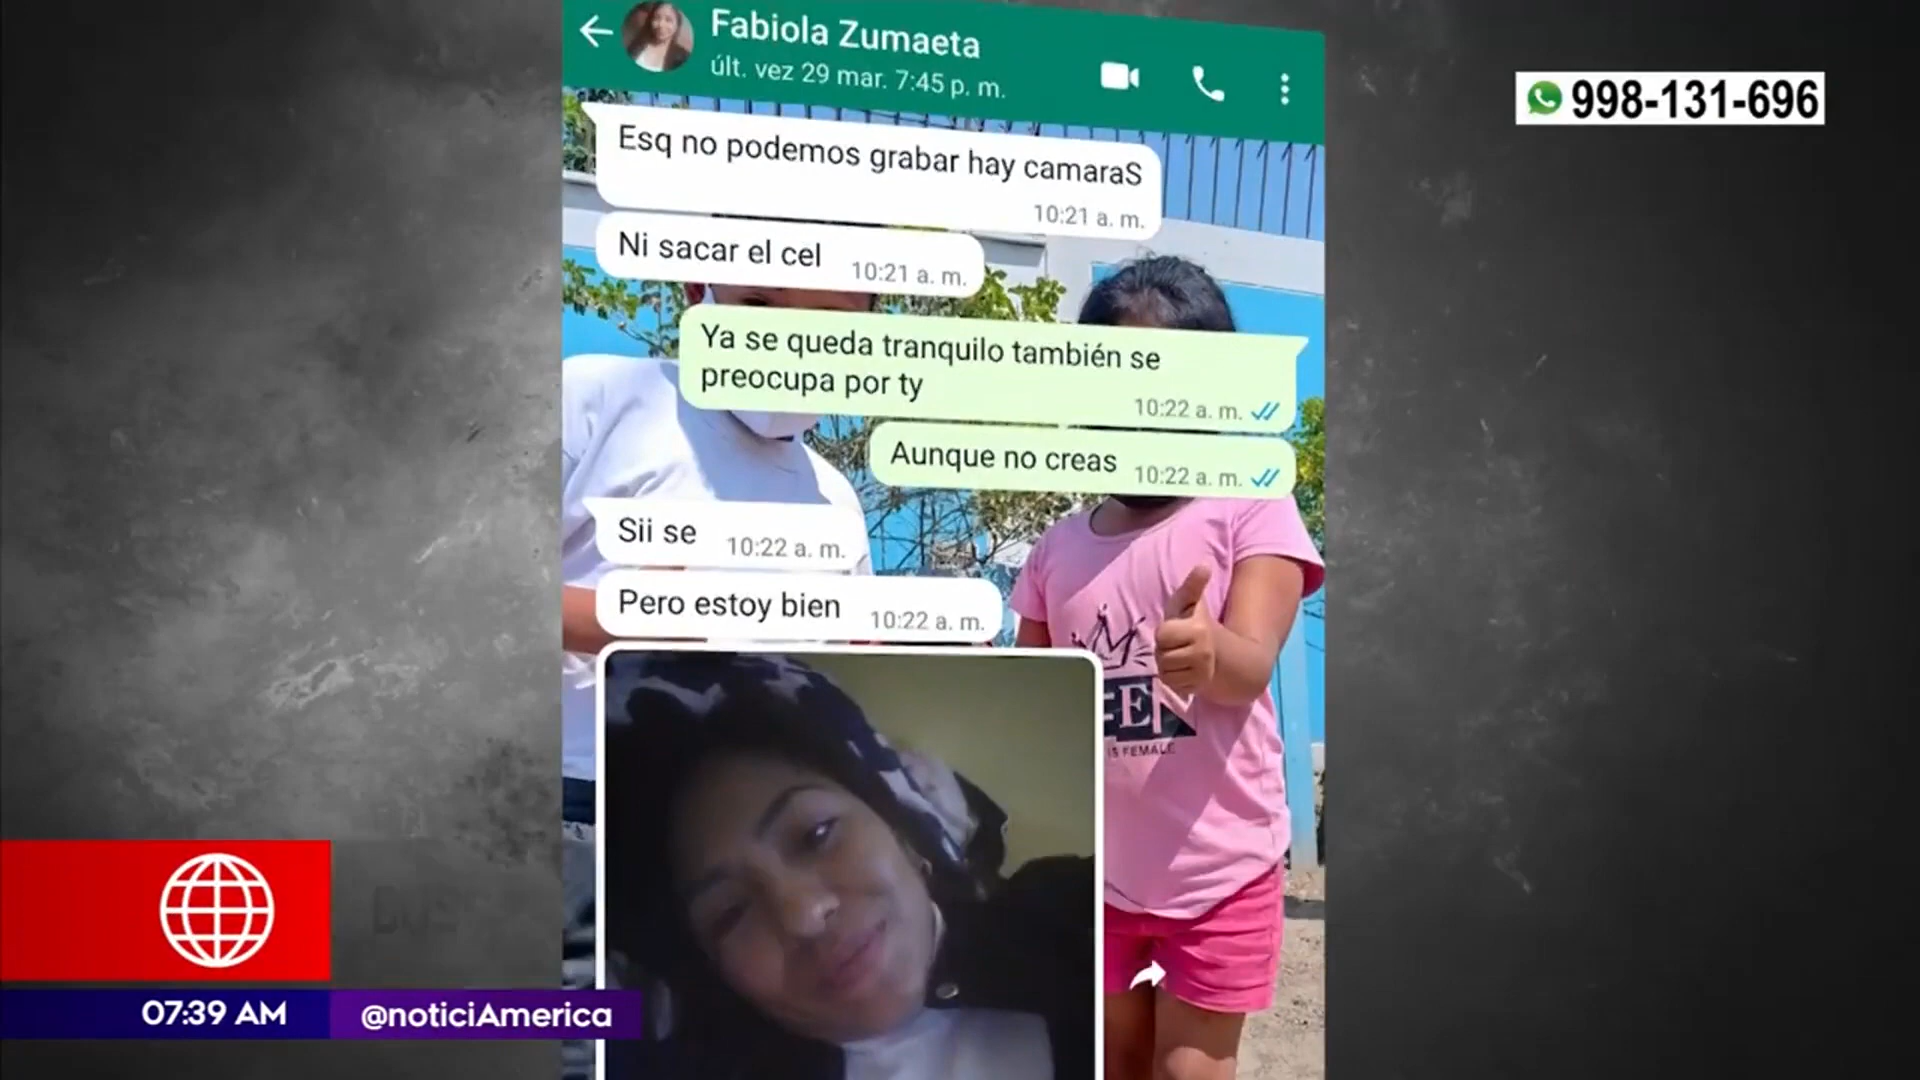 Fabiola Zumaeta
últ. vez 29 mar. 7:45 p. m.
998-131-696
Esq no podemos grabar hay camaraS
10:21 a. m.
Ni sacar el cel
10:21 a. m.
Ya se queda tranquilo también se
preocupa por ty
10:22 a. m.
Aunque no creas
10:22 a. m.
Sii se
10:22 a. m.
Pero estoy bien
10:22 a. m.
IS FEMALE
07:39 AM
@noticiAmerica